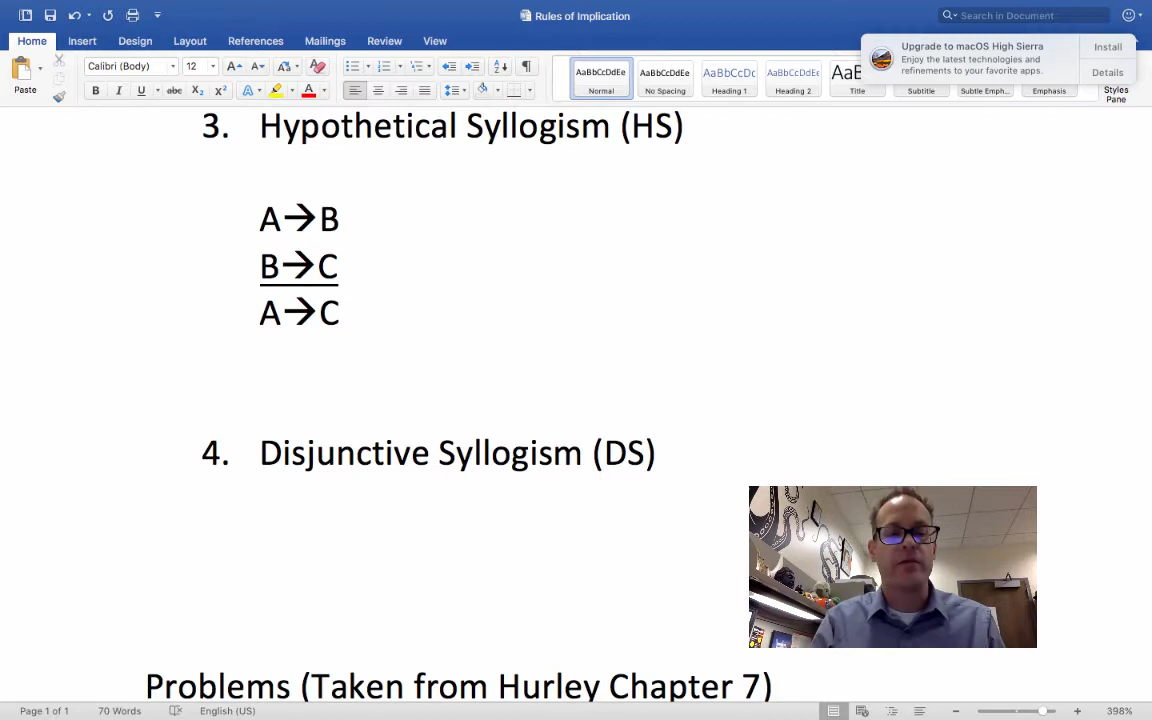 Rules of Implication
Search in Document
Home Insert Design Layout References Mailings Review View
Upgrade to macOS High Sierra
Enjoy the latest technologies and
refinements to your favorite apps.
Install
Details
Paste
Calibri (Body) 12
B I U abc X₂ X² A A
AaBbCcDdEe AaBbCcDdEe AaBbCcDc AaBbCcDdEe AaB
Normal No Spacing Heading 1 Heading 2 Title Subtitle Subtle Emph... Emphasis
Styles
Pane
3. Hypothetical Syllogism (HS)
A→B
B→C
A→C
4. Disjunctive Syllogism (DS)
Problems (Taken from Hurley Chapter 7)
Page 1 of 1 70 Words English (US) 398%